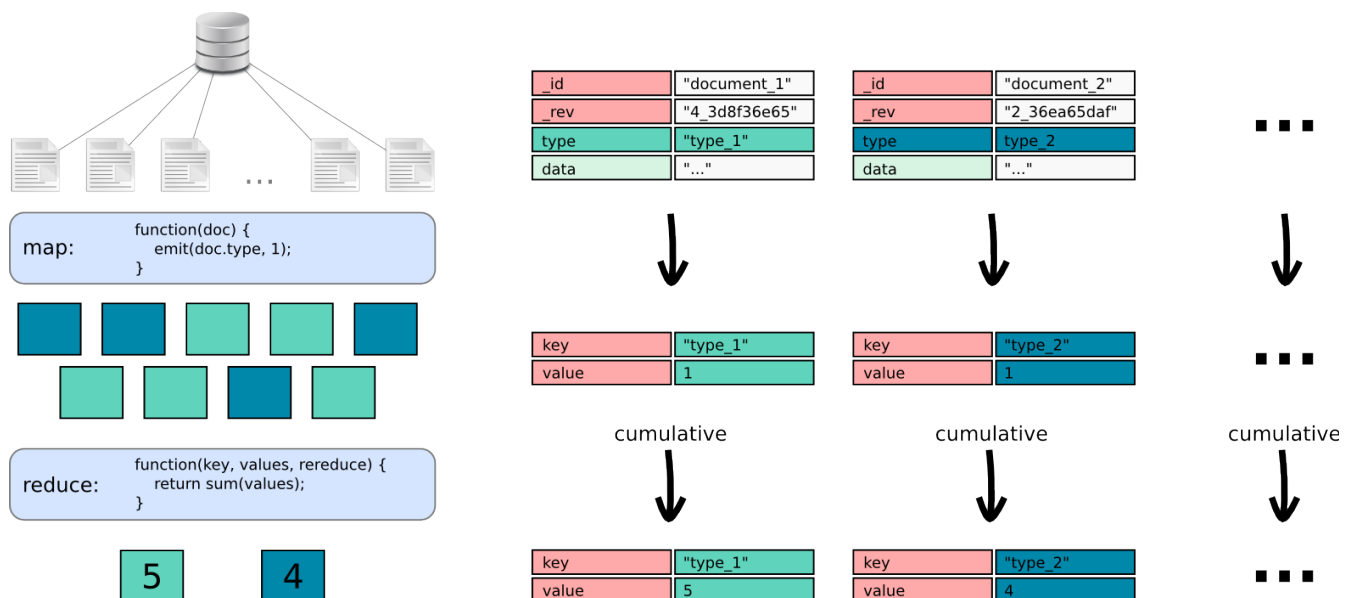 _id "document_1"
_rev "4_3d8f36e65"
type "type_1"
data "..."
_id "document_2"
_rev "2_36ea65daf"
type type_2
data "..."
...
...
map:
function(doc) {
emit(doc.type, 1);
}
key "type_1"
value 1
key "type_2"
value 1
...
cumulative
cumulative
cumulative
reduce:
function(key, values, rereduce) {
return sum(values);
}
5
4
key "type_1"
value 5
key "type_2"
value 4
...